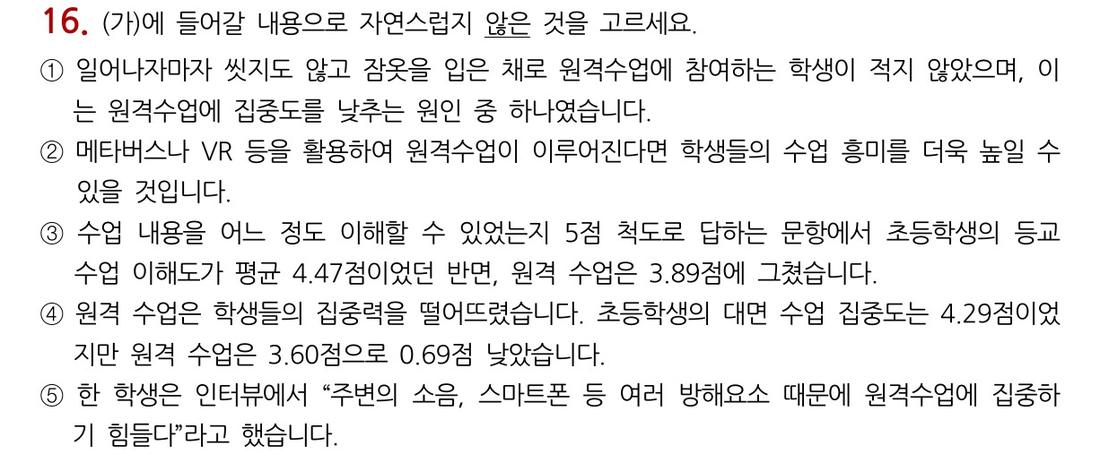 16. (가)에 들어갈 내용으로 자연스럽지 않은 것을 고르세요.
① 일어나자마자 씻지도 않고 잠옷을 입은 채로 원격수업에 참여하는 학생이 적지 않았으며, 이
는 원격수업에 집중도를 낮추는 원인 중 하나였습니다.
② 메타버스나 VR 등을 활용하여 원격수업이 이루어진다면 학생들의 수업 흥미를 더욱 높일 수
있을 것입니다.
③ 수업 내용을 어느 정도 이해할 수 있었는지 5점 척도로 답하는 문항에서 초등학생의 등교
수업 이해도가 평균 4.47점이었던 반면, 원격 수업은 3.89점에 그쳤습니다.
④ 원격 수업은 학생들의 집중력을 떨어뜨렸습니다. 초등학생의 대면 수업 집중도는 4.29점이었
지만 원격 수업은 3.60점으로 0.69점 낮았습니다.
⑤ 한 학생은 인터뷰에서 “주변의 소음, 스마트폰 등 여러 방해요소 때문에 원격수업에 집중하
기 힘들다”라고 했습니다.